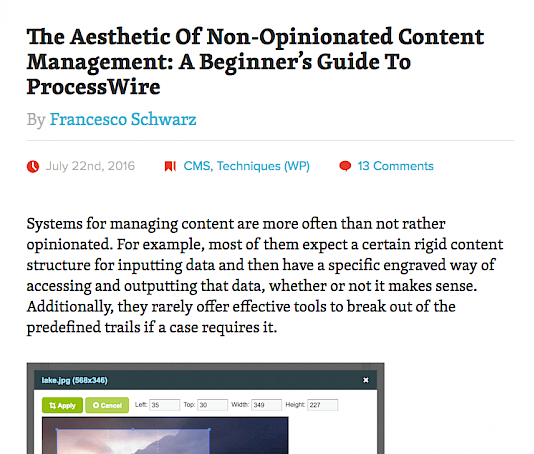 The Aesthetic Of Non-Opinionated Content
Management: A Beginner’s Guide To
ProcessWire
By Francesco Schwarz
July 22nd, 2016 CMS, Techniques (WP) 13 Comments
Systems for managing content are more often than not rather
opinionated. For example, most of them expect a certain rigid content
structure for inputting data and then have a specific engraved way of
accessing and outputting that data, whether or not it makes sense.
Additionally, they rarely offer effective tools to break out of the
predefined trails if a case requires it.
lake.jpg (568x346)
Apply Cancel Left: 35 Top: 30 Width: 349 Height: 227